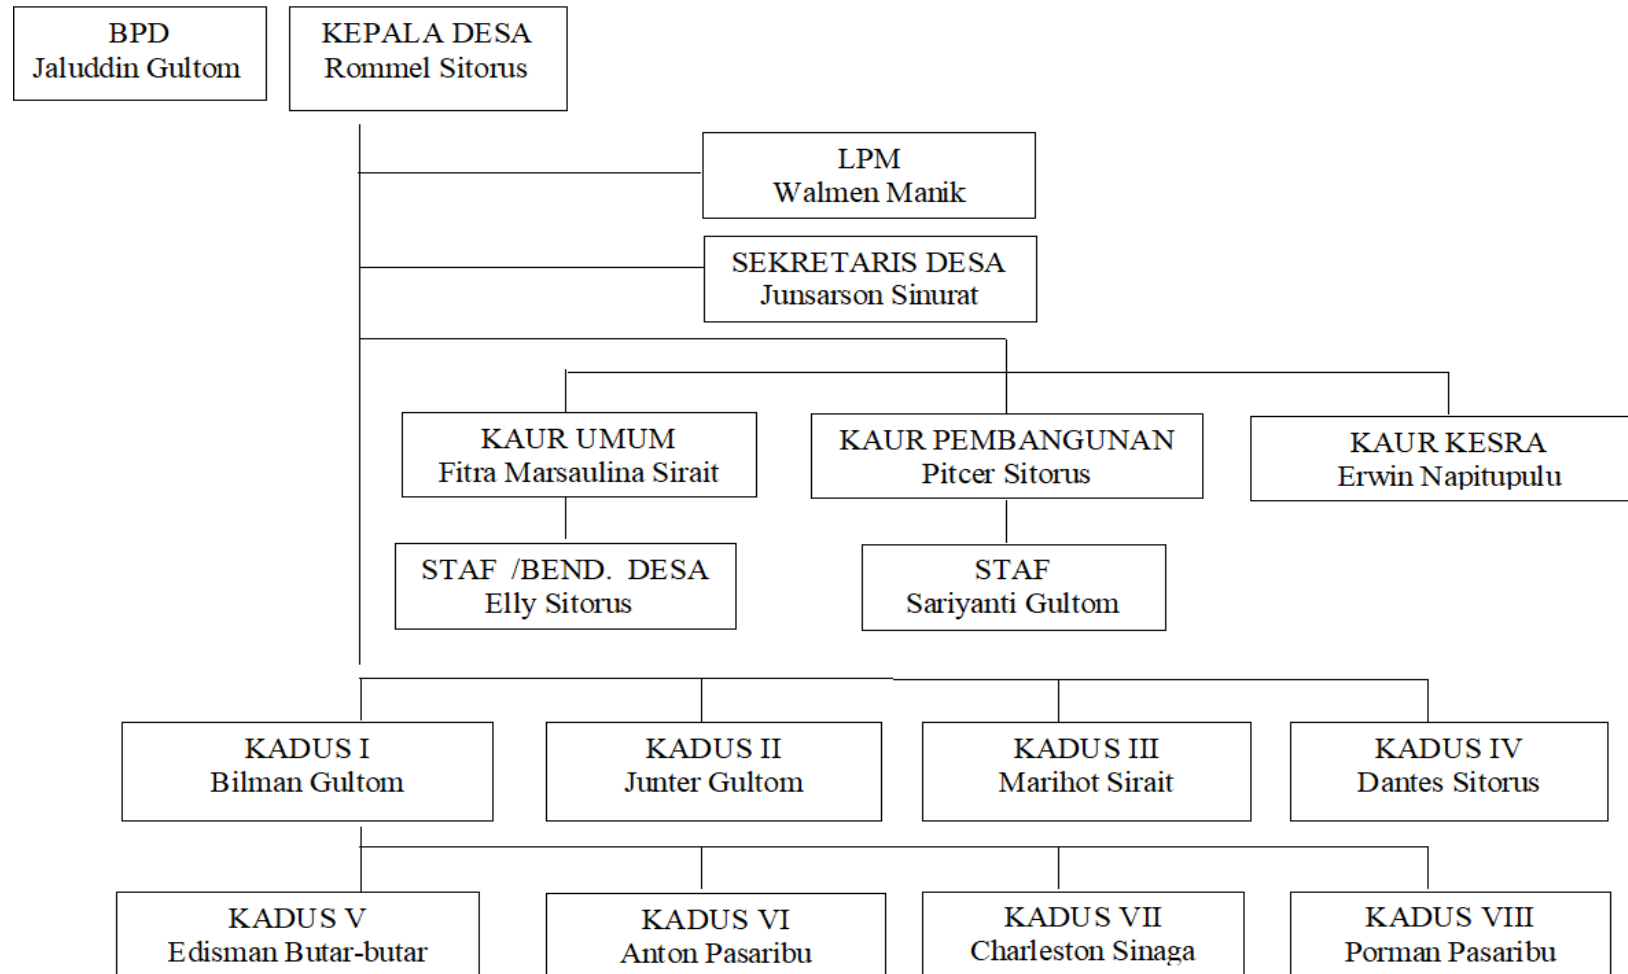 BPD
Jaluddin Gultom
KEPALA DESA
Rommel Sitorus
LPM
Walmen Manik
SEKRETARIS DESA
Junsarson Sinurat
KAUR UMUM
Fitra Marsaulina Sirait
KAUR PEMBANGUNAN
Pitcer Sitorus
KAUR KESRA
Erwin Napitupulu
STAF /BEND. DESA
Elly Sitorus
STAF
Sariyanti Gultom
KADUS I
Bilman Gultom
KADUS II
Junter Gultom
KADUS III
Marihot Sirait
KADUS IV
Dantes Sitorus
KADUS V
Edisman Butar-butar
KADUS VI
Anton Pasaribu
KADUS VII
Charleston Sinaga
KADUS VIII
Porman Pasaribu